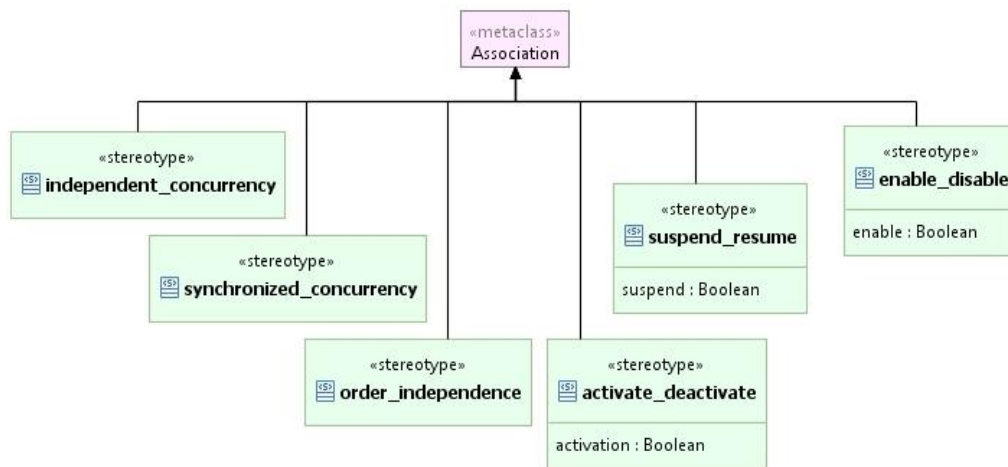 «metaclass»
Association
«stereotype»
independent_concurrency
«stereotype»
synchronized_concurrency
«stereotype»
order_independence
«stereotype»
activate_deactivate
activation : Boolean
«stereotype»
suspend_resume
suspend : Boolean
«stereotype»
enable_disable
enable : Boolean